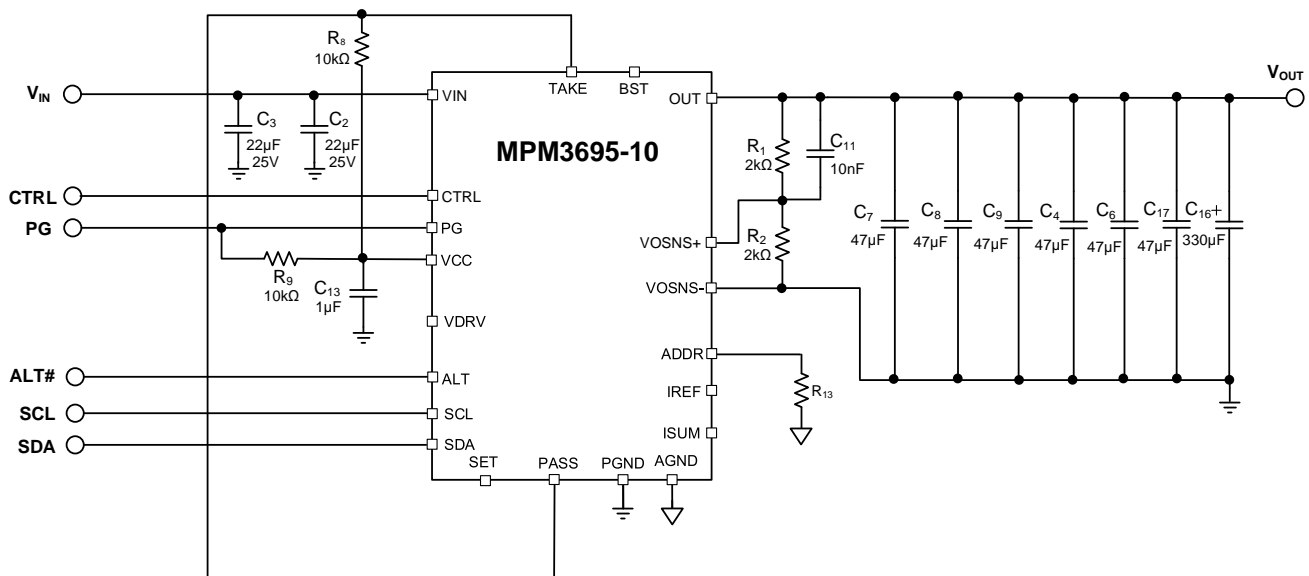 R8
10kΩ
VIN
VIN
TAKE
BST
OUT
VOUT
C3
22µF
25V
C2
22µF
25V
MPM3695-10
R1
2kΩ
C11
10nF
CTRL
CTRL
PG
PG
R9
10kΩ
VCC
C13
1µF
VOSNS+
R2
2kΩ
VOSNS-
C7
47µF
C8
47µF
C9
47µF
C4
47µF
C6
47µF
C17
47µF
C16+
330µF
VDRV
ADDR
R13
ALT#
ALT
IREF
SCL
SCL
ISUM
SDA
SDA
SET
PASS
PGND
AGND